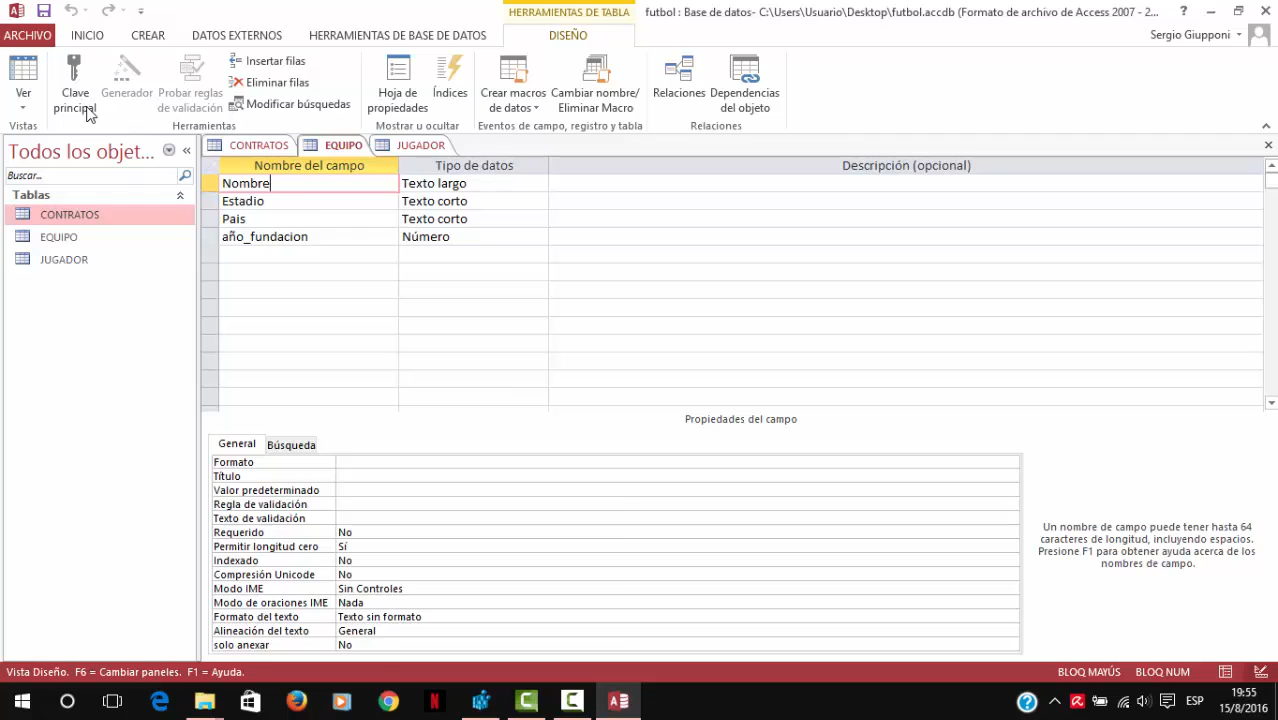 HERRAMIENTAS DE TABLA
futbol : Base de datos- C:\Users\Usuario\Desktop\futbol.accdb (Formato de archivo de Access 2007 - 2...
ARCHIVO INICIO CREAR DATOS EXTERNOS HERRAMIENTAS DE BASE DE DATOS DISEÑO
Sergio Giupponi
Ver
Vistas
Clave principal
Generador
Probar reglas de validación
Insertar filas
Eliminar filas
Modificar búsquedas
Herramientas
Hoja de propiedades
Índices
Mostrar u ocultar
Crear macros de datos
Cambiar nombre/ Eliminar Macro
Eventos de campo, registro y tabla
Relaciones
Dependencias del objeto
Relaciones
Todos los objet...
Buscar...
Tablas
CONTRATOS
EQUIPO
JUGADOR
CONTRATOS EQUIPO JUGADOR
Nombre del campo Tipo de datos Descripción (opcional)
Nombre Texto largo
Estadio Texto corto
Pais Texto corto
año_fundacion Número
Propiedades del campo
General Búsqueda
Formato
Título
Valor predeterminado
Regla de validación
Texto de validación
Requerido No
Permitir longitud cero Sí
Indexado No
Compresión Unicode No
Modo IME Sin Controles
Modo de oraciones IME Nada
Formato del texto Texto sin formato
Alineación del texto General
solo anexar No
Un nombre de campo puede tener hasta 64
caracteres de longitud, incluyendo espacios.
Presione F1 para obtener ayuda acerca de los
nombres de campo.
Vista Diseño. F6 = Cambiar paneles. F1 = Ayuda.
BLOQ MAYÚS BLOQ NUM
ESP
19:55
15/8/2016